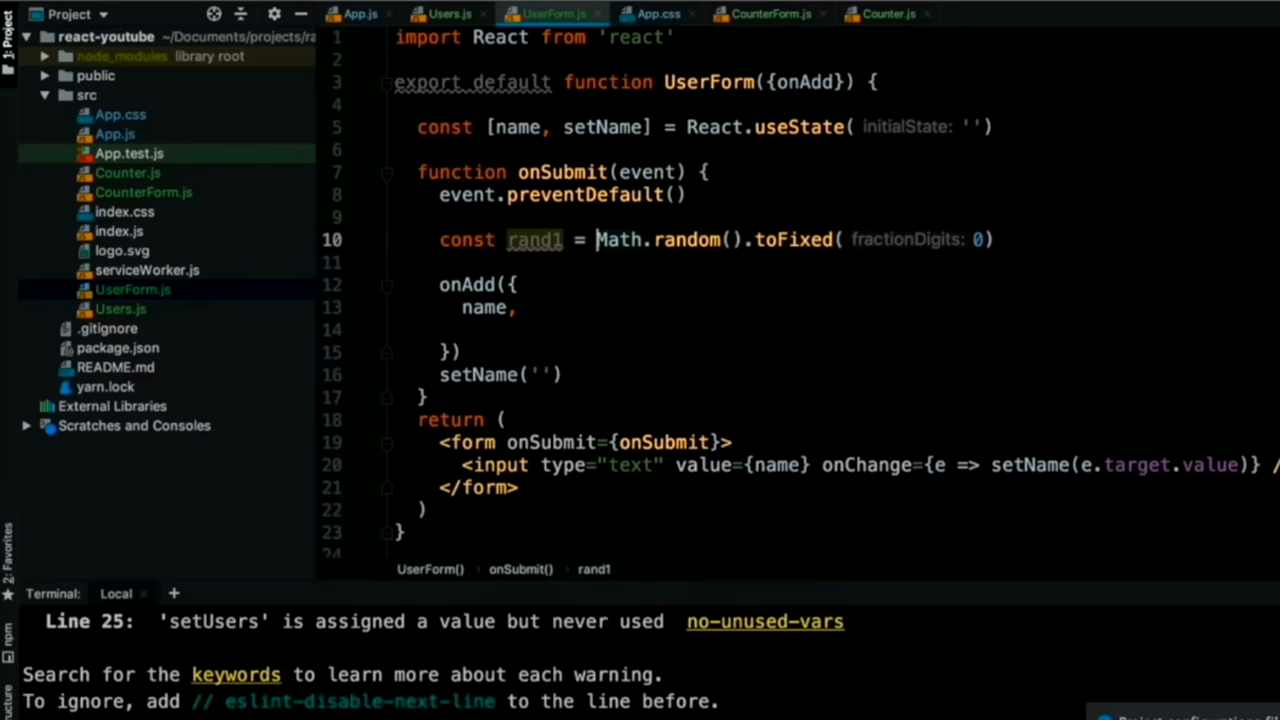 Project
App.js
Users.js
UserForm.js
App.css
CounterForm.js
Counter.js
1: Project
react-youtube ~/Documents/projects/ra
node_modules library root
public
src
App.css
App.js
App.test.js
Counter.js
CounterForm.js
index.css
index.js
logo.svg
serviceWorker.js
UserForm.js
Users.js
.gitignore
package.json
README.md
yarn.lock
External Libraries
Scratches and Consoles
1 import React from 'react'
2
3 export default function UserForm({onAdd}) {
4
5 const [name, setName] = React.useState( initialState: '')
6
7 function onSubmit(event) {
8 event.preventDefault()
9
10 const rand1 = Math.random().toFixed( fractionDigits: 0)
11
12 onAdd({
13 name,
14
15 })
16 setName('')
17 }
18 return (
19 <form onSubmit={onSubmit}>
20 <input type="text" value={name} onChange={e => setName(e.target.value)} /
21 </form>
22 )
23 }
24
UserForm() onSubmit() rand1
2: Favorites
npm
Terminal: Local +
Line 25: 'setUsers' is assigned a value but never used no-unused-vars
Search for the keywords to learn more about each warning.
To ignore, add // eslint-disable-next-line to the line before.